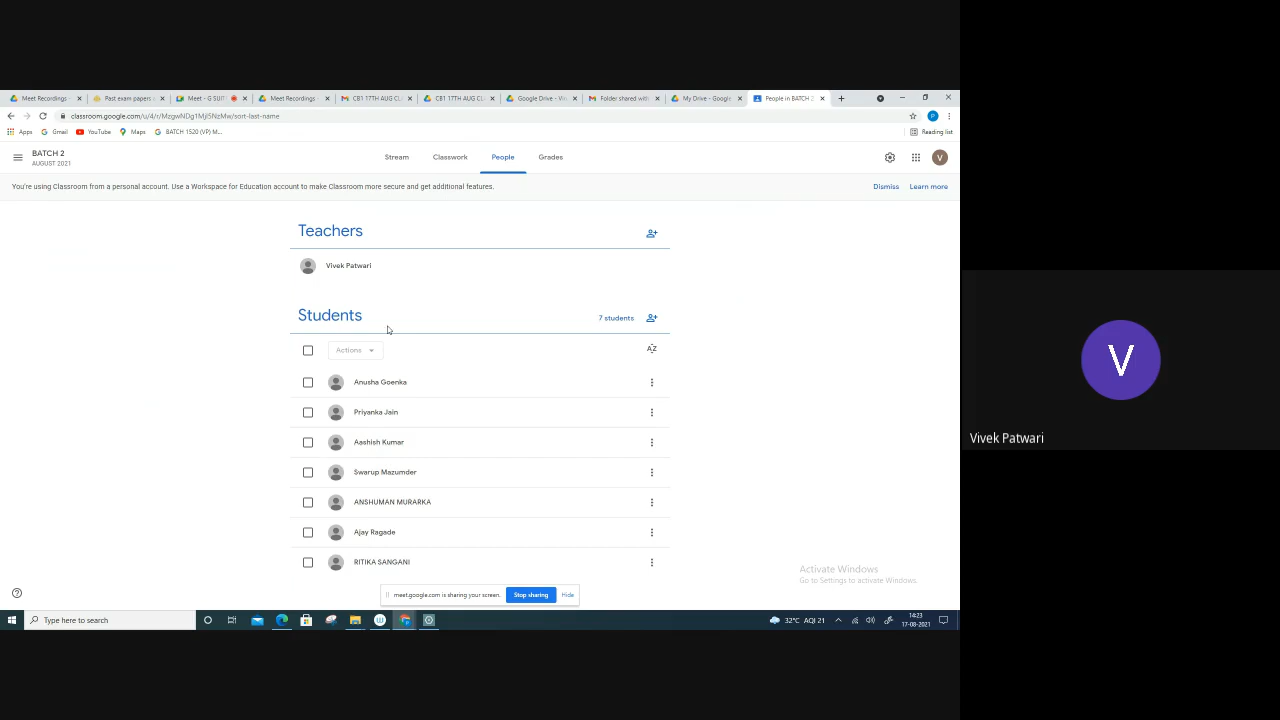 Meet Recordings -
Past exam papers
Meet - G SUIT
Meet Recordings -
CB1 17TH AUG CL
CB1 17TH AUG CL
Google Drive - Vi
Folder shared with
My Drive - Google
People in BATCH 2
classroom.google.com/u/4/r/MzgwNDg1MjI5NzMw/sort-last-name
Apps
Gmail
YouTube
Maps
BATCH 1520 (VP) M...
Reading list
BATCH 2
AUGUST 2021
Stream
Classwork
People
Grades
V
You're using Classroom from a personal account. Use a Workspace for Education account to make Classroom more secure and get additional features.
Dismiss
Learn more
Teachers
Vivek Patwari
Students
7 students
Actions
AZ
Anusha Goenka
Priyanka Jain
Aashish Kumar
Swarup Mazumder
ANSHUMAN MURARKA
Ajay Ragade
RITIKA SANGANI
Activate Windows
Go to Settings to activate Windows.
meet.google.com is sharing your screen.
Stop sharing
Hide
Type here to search
32°C AQI 21
14:23
17-08-2021
V
Vivek Patwari